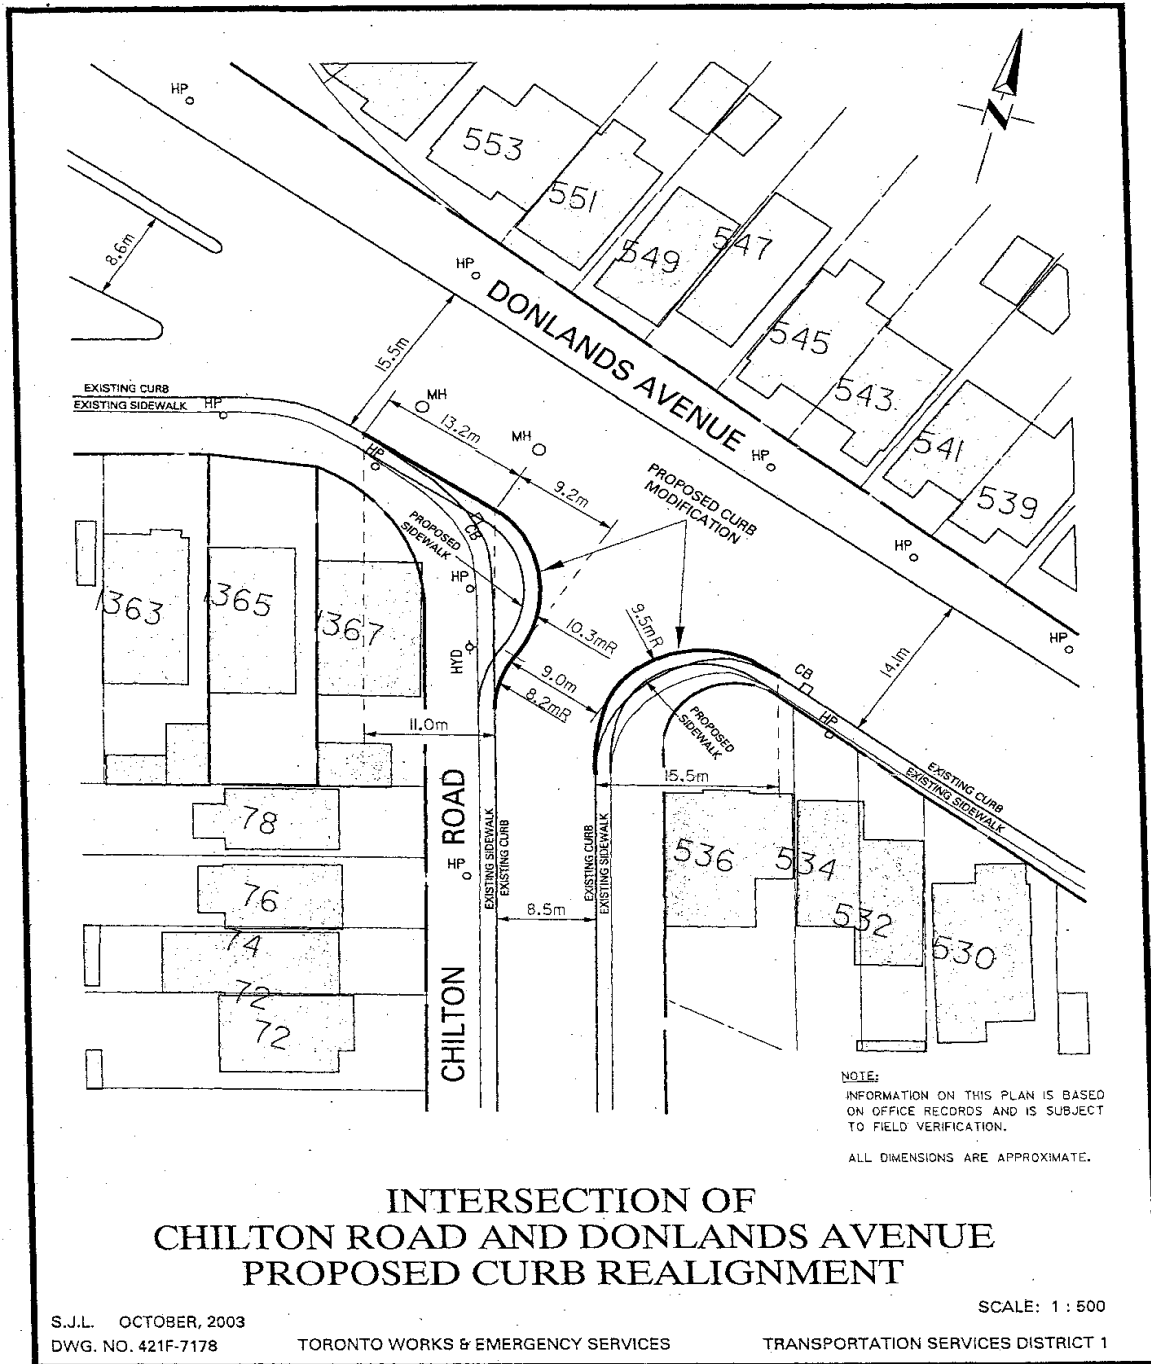 HP
553
551
549
547
HP
8.6m
N
DONLANDS AVENUE
545
543
541
539
15.5m
EXISTING CURB
EXISTING SIDEWALK
HP
MH
13.2m
MH
9.2m
HP
HP
PROPOSED CURB
MODIFICATION
HP
HP
PROPOSED
SIDEWALK
CB
HP
1363
1365
1367
HYD
10.3mR
9.5mR
9.0m
8.2mR
14.1m
CB
HP
PROPOSED
SIDEWALK
11.0m
15.5m
EXISTING CURB
EXISTING SIDEWALK
78
76
74
72
72
HP
CHILTON ROAD
EXISTING SIDEWALK
EXISTING CURB
8.5m
EXISTING CURB
EXISTING SIDEWALK
536
534
532
530
NOTE:
INFORMATION ON THIS PLAN IS BASED
ON OFFICE RECORDS AND IS SUBJECT
TO FIELD VERIFICATION.
ALL DIMENSIONS ARE APPROXIMATE.
INTERSECTION OF
CHILTON ROAD AND DONLANDS AVENUE
PROPOSED CURB REALIGNMENT
SCALE: 1 : 500
S.J.L. OCTOBER, 2003
DWG. NO. 421F-7178
TORONTO WORKS & EMERGENCY SERVICES
TRANSPORTATION SERVICES DISTRICT 1